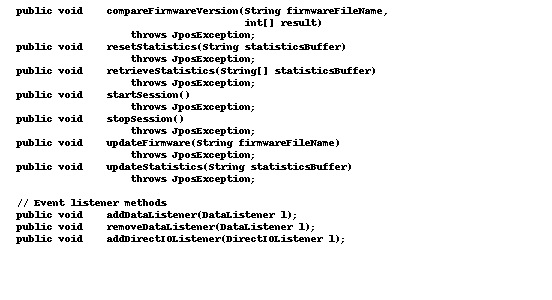 public void    compareFirmwareVersion(String firmwareFileName,
                                      int[] result)
                   throws JposException;
public void    resetStatistics(String statisticsBuffer)
                   throws JposException;
public void    retrieveStatistics(String[] statisticsBuffer)
                   throws JposException;
public void    startSession()
                   throws JposException;
public void    stopSession()
                   throws JposException;
public void    updateFirmware(String firmwareFileName)
                   throws JposException;
public void    updateStatistics(String statisticsBuffer)
                   throws JposException;

// Event listener methods
public void    addDataListener(DataListener l);
public void    removeDataListener(DataListener l);
public void    addDirectIOListener(DirectIOListener l);